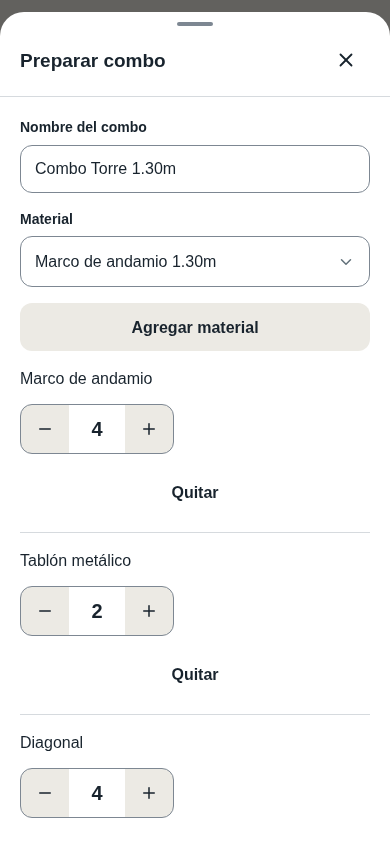 Preparar combo
Nombre del combo
Combo Torre 1.30m
Material
Marco de andamio 1.30m
Agregar material
Marco de andamio
− 4 +
Quitar
Tablón metálico
− 2 +
Quitar
Diagonal
− 4 +